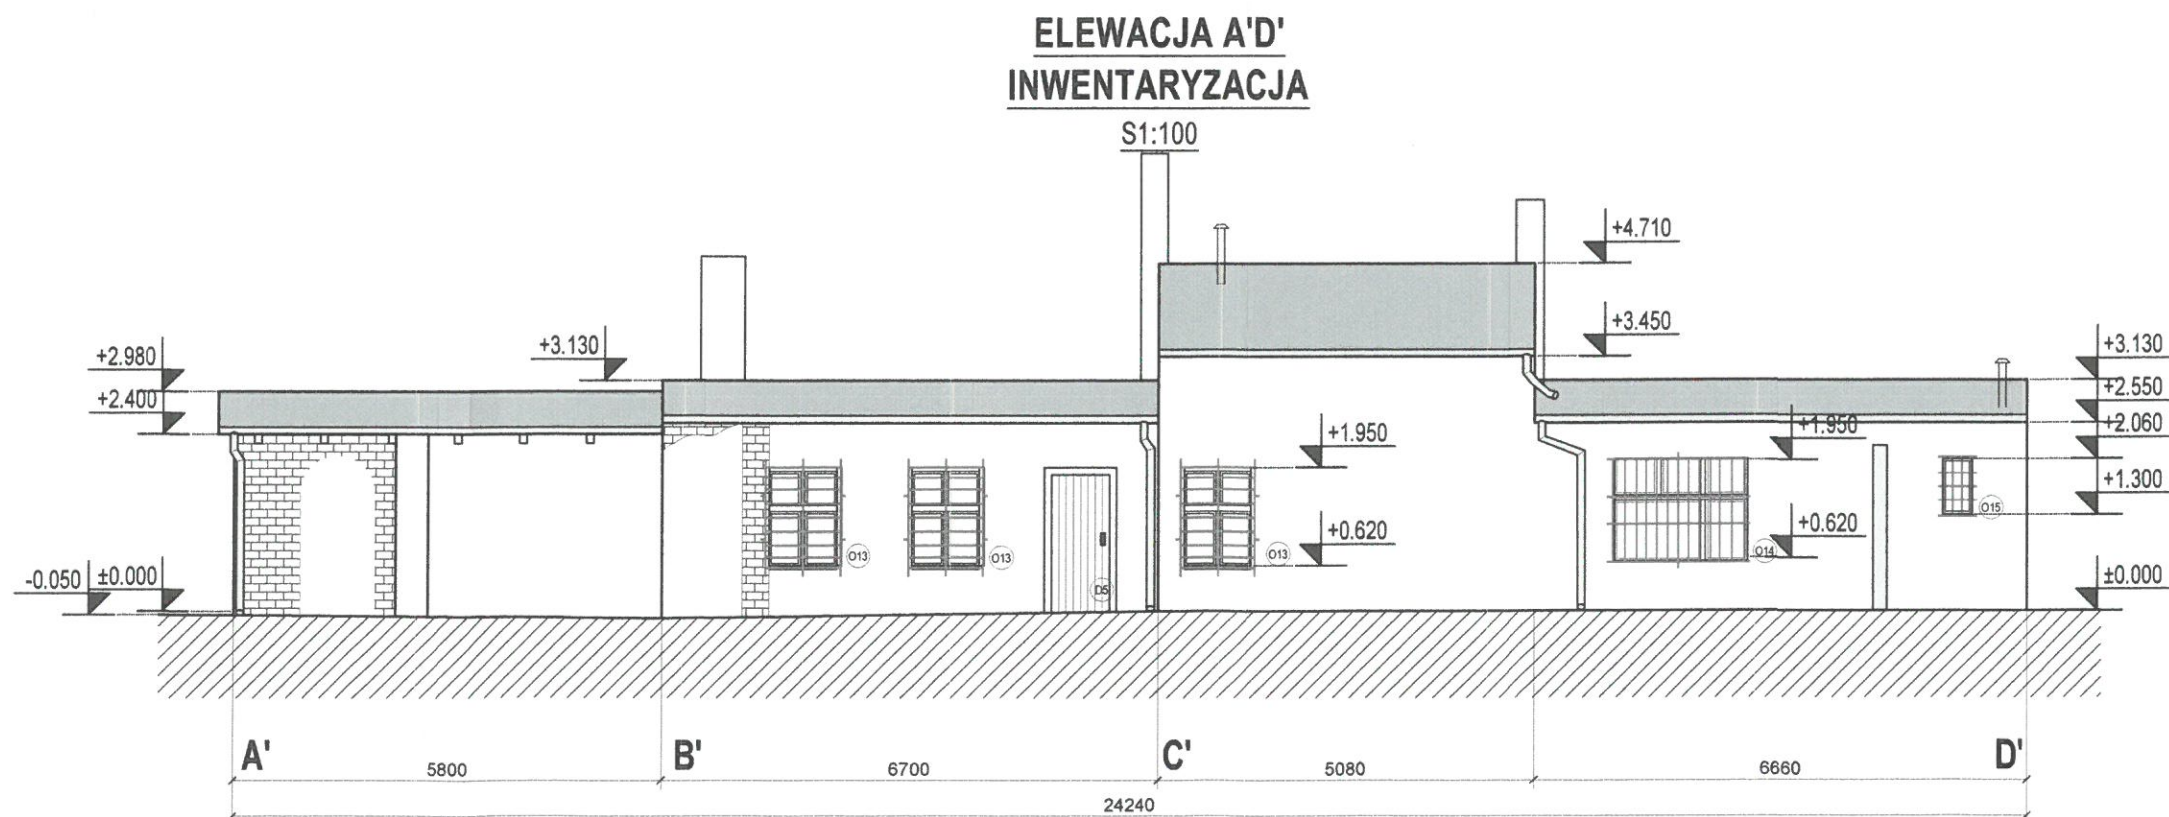 ELEWACJA A'D'
INWENTARYZACJA
S1:100
+4.710
+3.450
+3.130
+2.980
+2.400
+3.130
+2.550
+2.060
+1.950
+1.950
+1.300
+0.620
+0.620
O13
O13
O13
O14
O15
D5
-0.050
±0.000
±0.000
A'
B'
C'
D'
5800
6700
5080
6660
24240